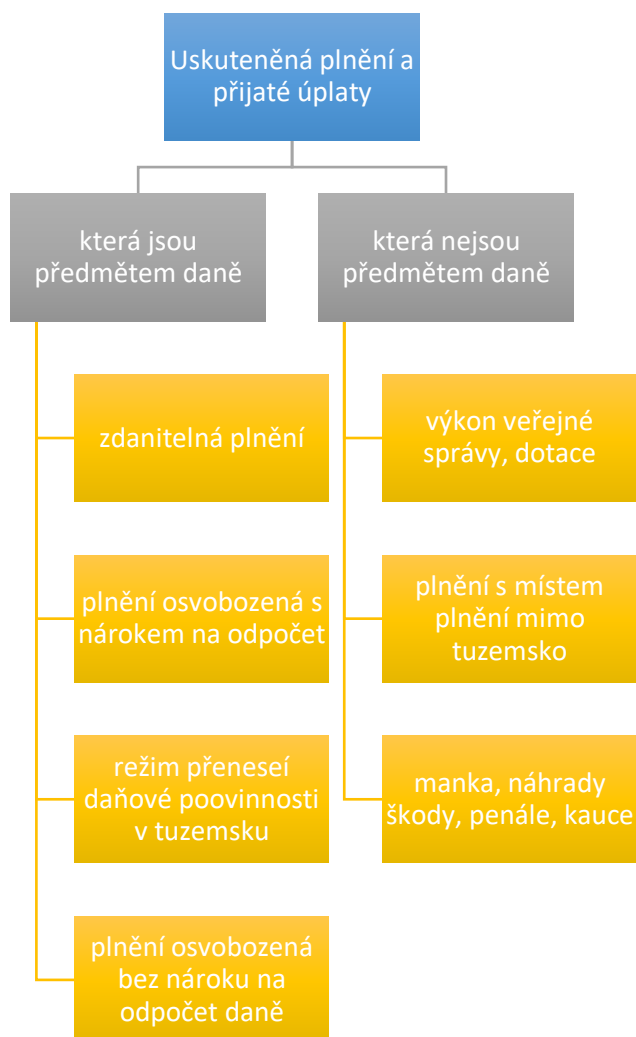 Uskuteněná plnění a
přijaté úplaty
která jsou
předmětem daně
zdanitelná plnění
plnění osvobozená s
nárokem na odpočet
režim přeneseí
daňové poovinnosti
v tuzemsku
plnění osvobozená
bez nároku na
odpočet daně
která nejsou
předmětem daně
výkon veřejné
správy, dotace
plnění s místem
plnění mimo
tuzemsko
manka, náhrady
škody, penále, kauce